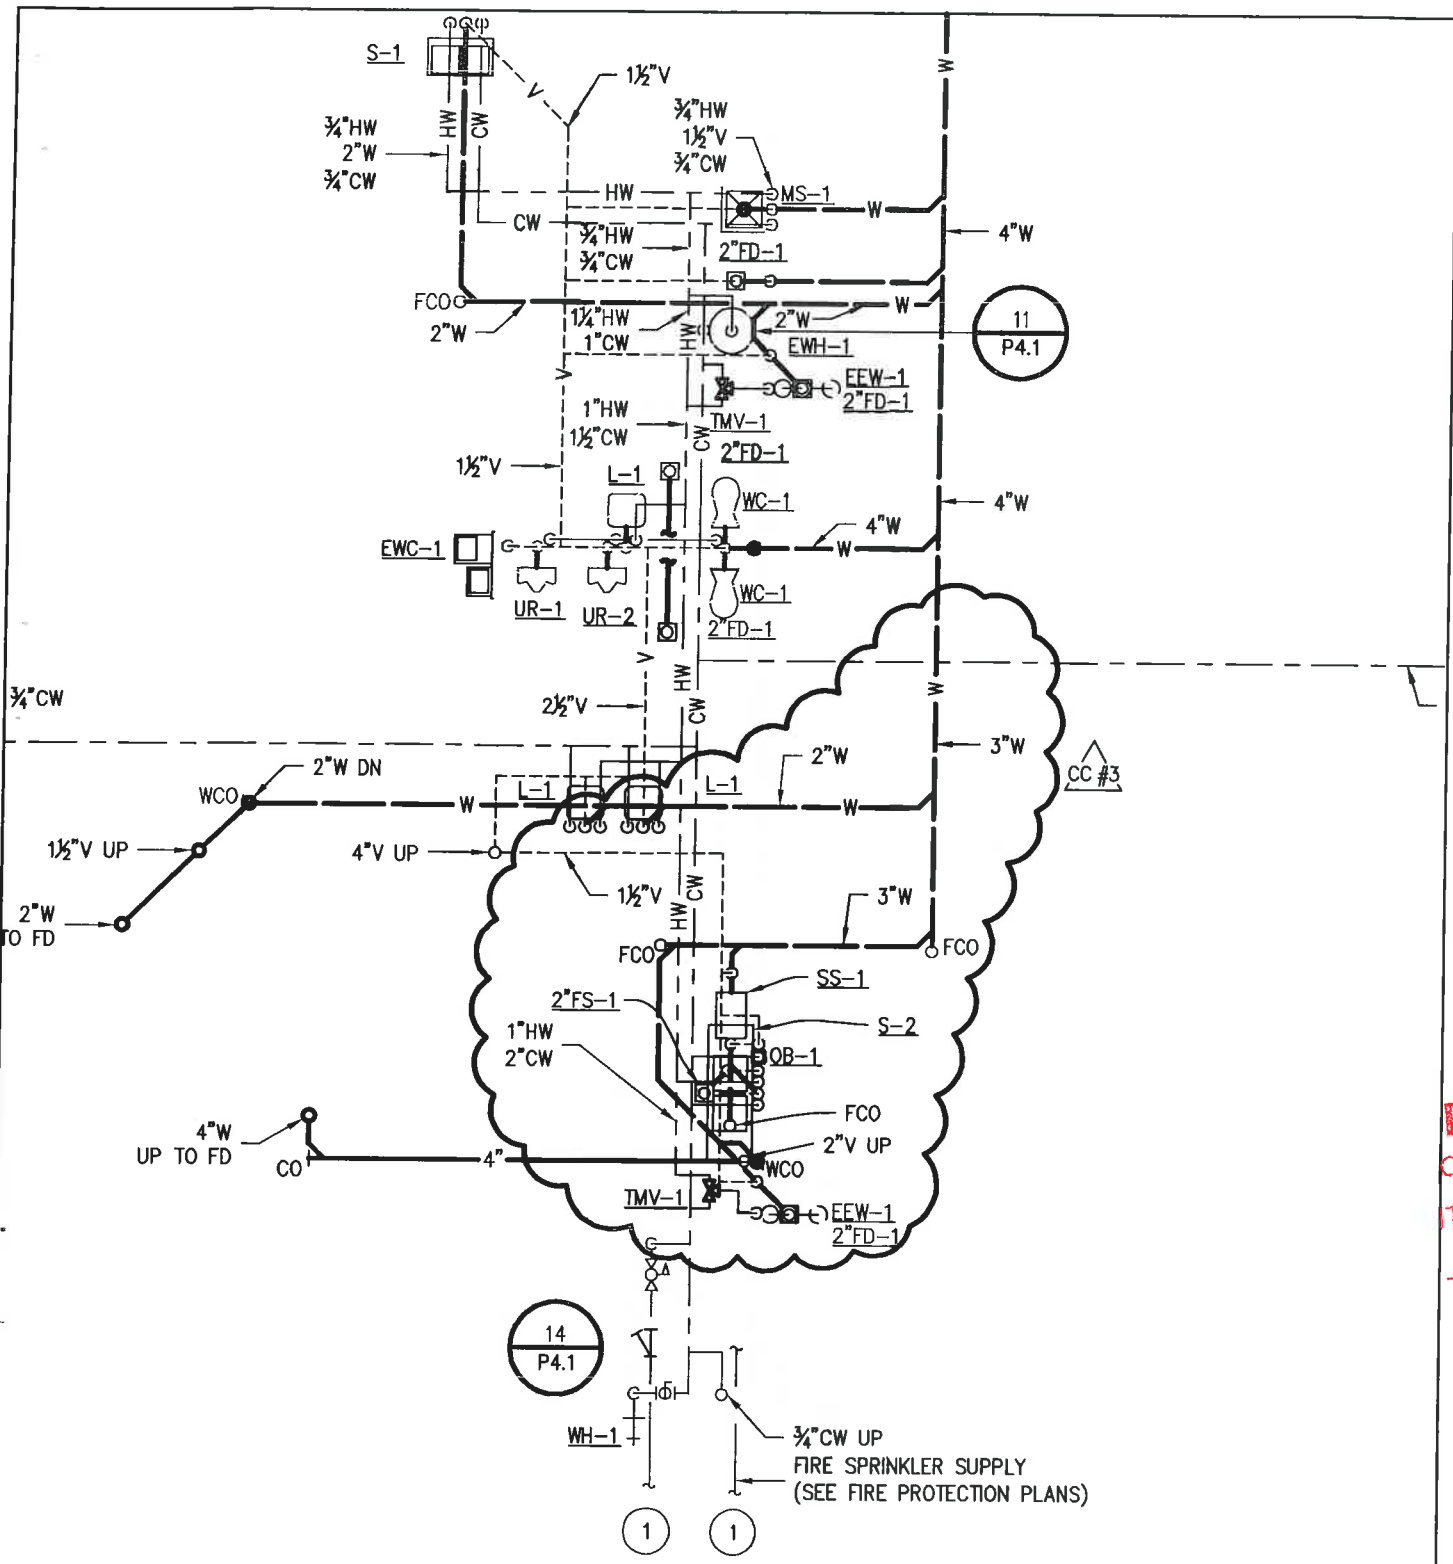 S-1
1½"V
¾"HW
1½"V
¾"CW
¾"HW
2"W
¾"CW
HW
CW
V
W
HW
MS-1
W
CW
¾"HW
¾"CW
2"FD-1
4"W
FCO
2"W
1¼"HW
1"CW
HW
2"W
W
EWH-1
11
P4.1
V
EEW-1
2"FD-1
1"HW
1½"CW
TMV-1
CW
2"FD-1
1½"V
L-1
WC-1
4"W
4"W
EWC-1
W
UR-1
UR-2
WC-1
2"FD-1
V
HW
W
¾"CW
2½"V
CW
3"W
2"W
CC #3
2"W DN
WCO
W
L-1
L-1
W
1½"V UP
4"V UP
1½"V
HW
CW
3"W
2"W
TO FD
FCO
FCO
SS-1
2"FS-1
S-2
1"HW
2"CW
OB-1
FCO
4"W
UP TO FD
2"V UP
CO
4"
WCO
TMV-1
EEW-1
2"FD-1
14
P4.1
WH-1
¾"CW UP
FIRE SPRINKLER SUPPLY
(SEE FIRE PROTECTION PLANS)
1
1